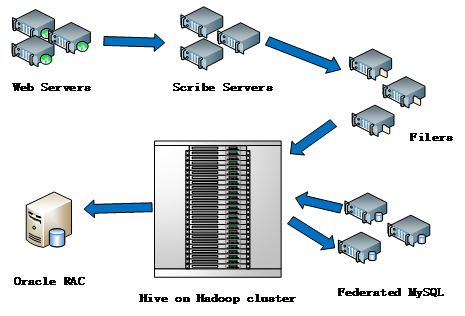 Web Servers
Scribe Servers
Filers
Oracle RAC
Hive on Hadoop cluster
Federated MySQL